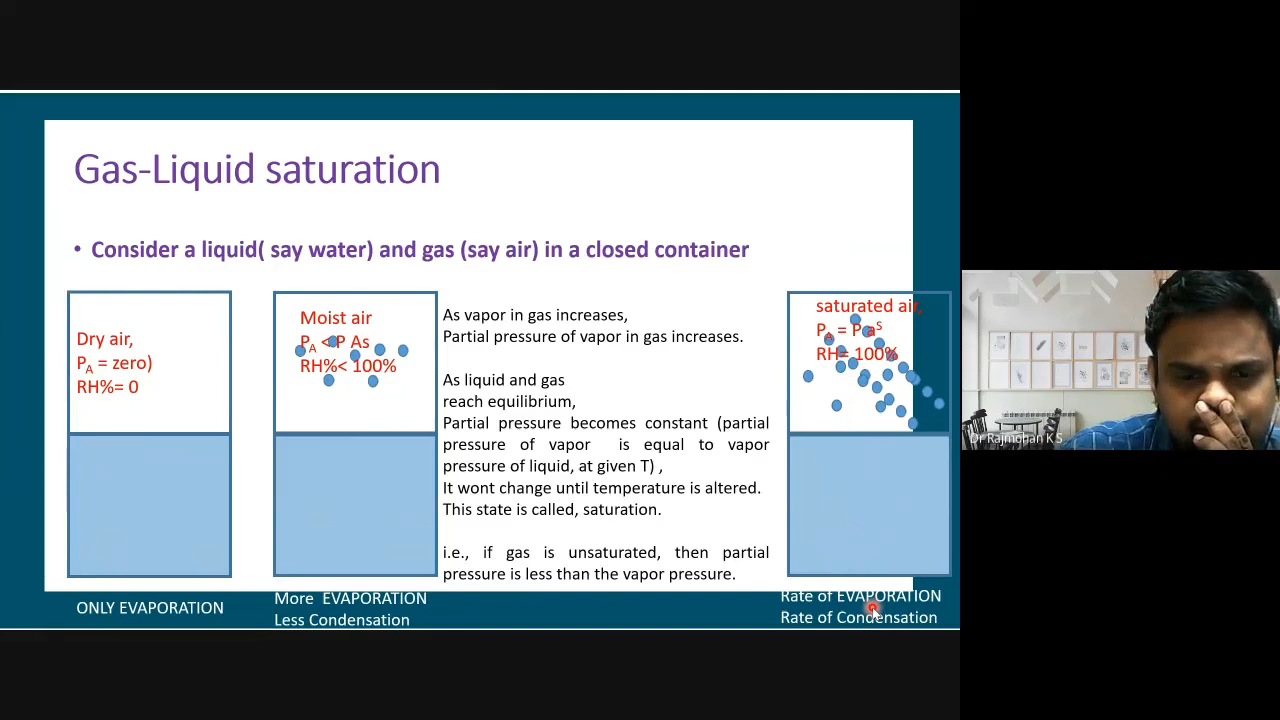 Gas-Liquid saturation
• Consider a liquid( say water) and gas (say air) in a closed container
Dry air,
PA = zero)
RH%= 0
ONLY EVAPORATION
Moist air
PA < P As
RH%< 100%
More EVAPORATION
Less Condensation
As vapor in gas increases,
Partial pressure of vapor in gas increases.
As liquid and gas
reach equilibrium,
Partial pressure becomes constant (partial
pressure of vapor is equal to vapor
pressure of liquid, at given T) ,
It wont change until temperature is altered.
This state is called, saturation.
i.e., if gas is unsaturated, then partial
pressure is less than the vapor pressure.
saturated air,
PA = P aS
RH= 100%
Rate of EVAPORATION
Rate of Condensation
Dr Rajmohan K S